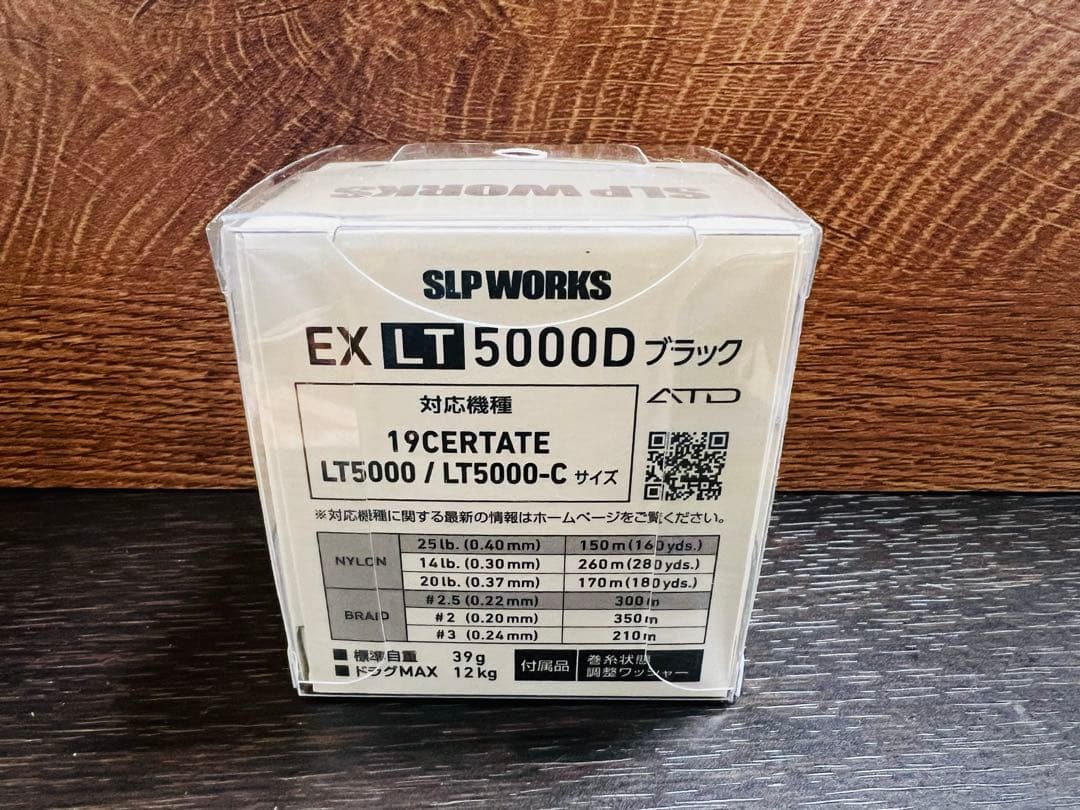 SLP WORKS
SLP WORKS
EX LT 5000D ブラック
ATD
対応機種
19CERTATE
LT5000 / LT5000-C サイズ
※対応機種に関する最新の情報はホームページをご覧ください。
NYLON
25lb. (0.40mm) 150m(160yds.)
14lb. (0.30mm) 260m(280yds.)
20lb. (0.37mm) 170m(180yds.)
BRAID
#2.5 (0.22mm) 300m
#2 (0.20mm) 350m
#3 (0.24mm) 210m
■ 標準自重 39g
■ ドラグMAX 12kg
付属品 巻糸状態
調整ワッシャー